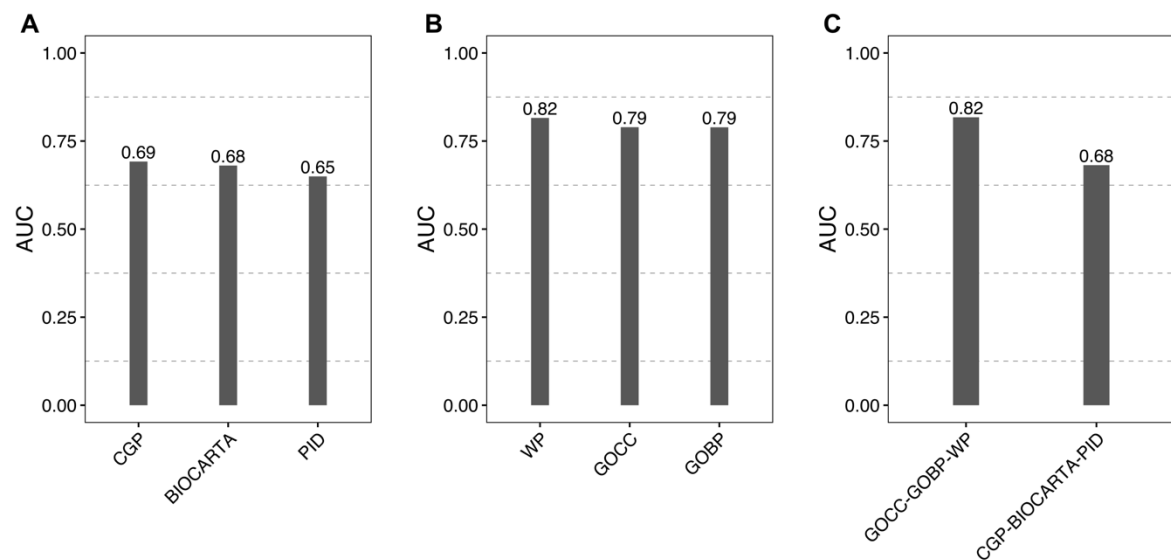 A
1.00
0.75
0.50
0.25
0.00
AUC
0.69
0.68
0.65
CGP
BIOCARTA
PID
B
1.00
0.75
0.50
0.25
0.00
AUC
0.82
0.79
0.79
WP
GOCC
GOBP
C
1.00
0.75
0.50
0.25
0.00
AUC
0.82
0.68
GOCC-GOBP-WP
CGP-BIOCARTA-PID